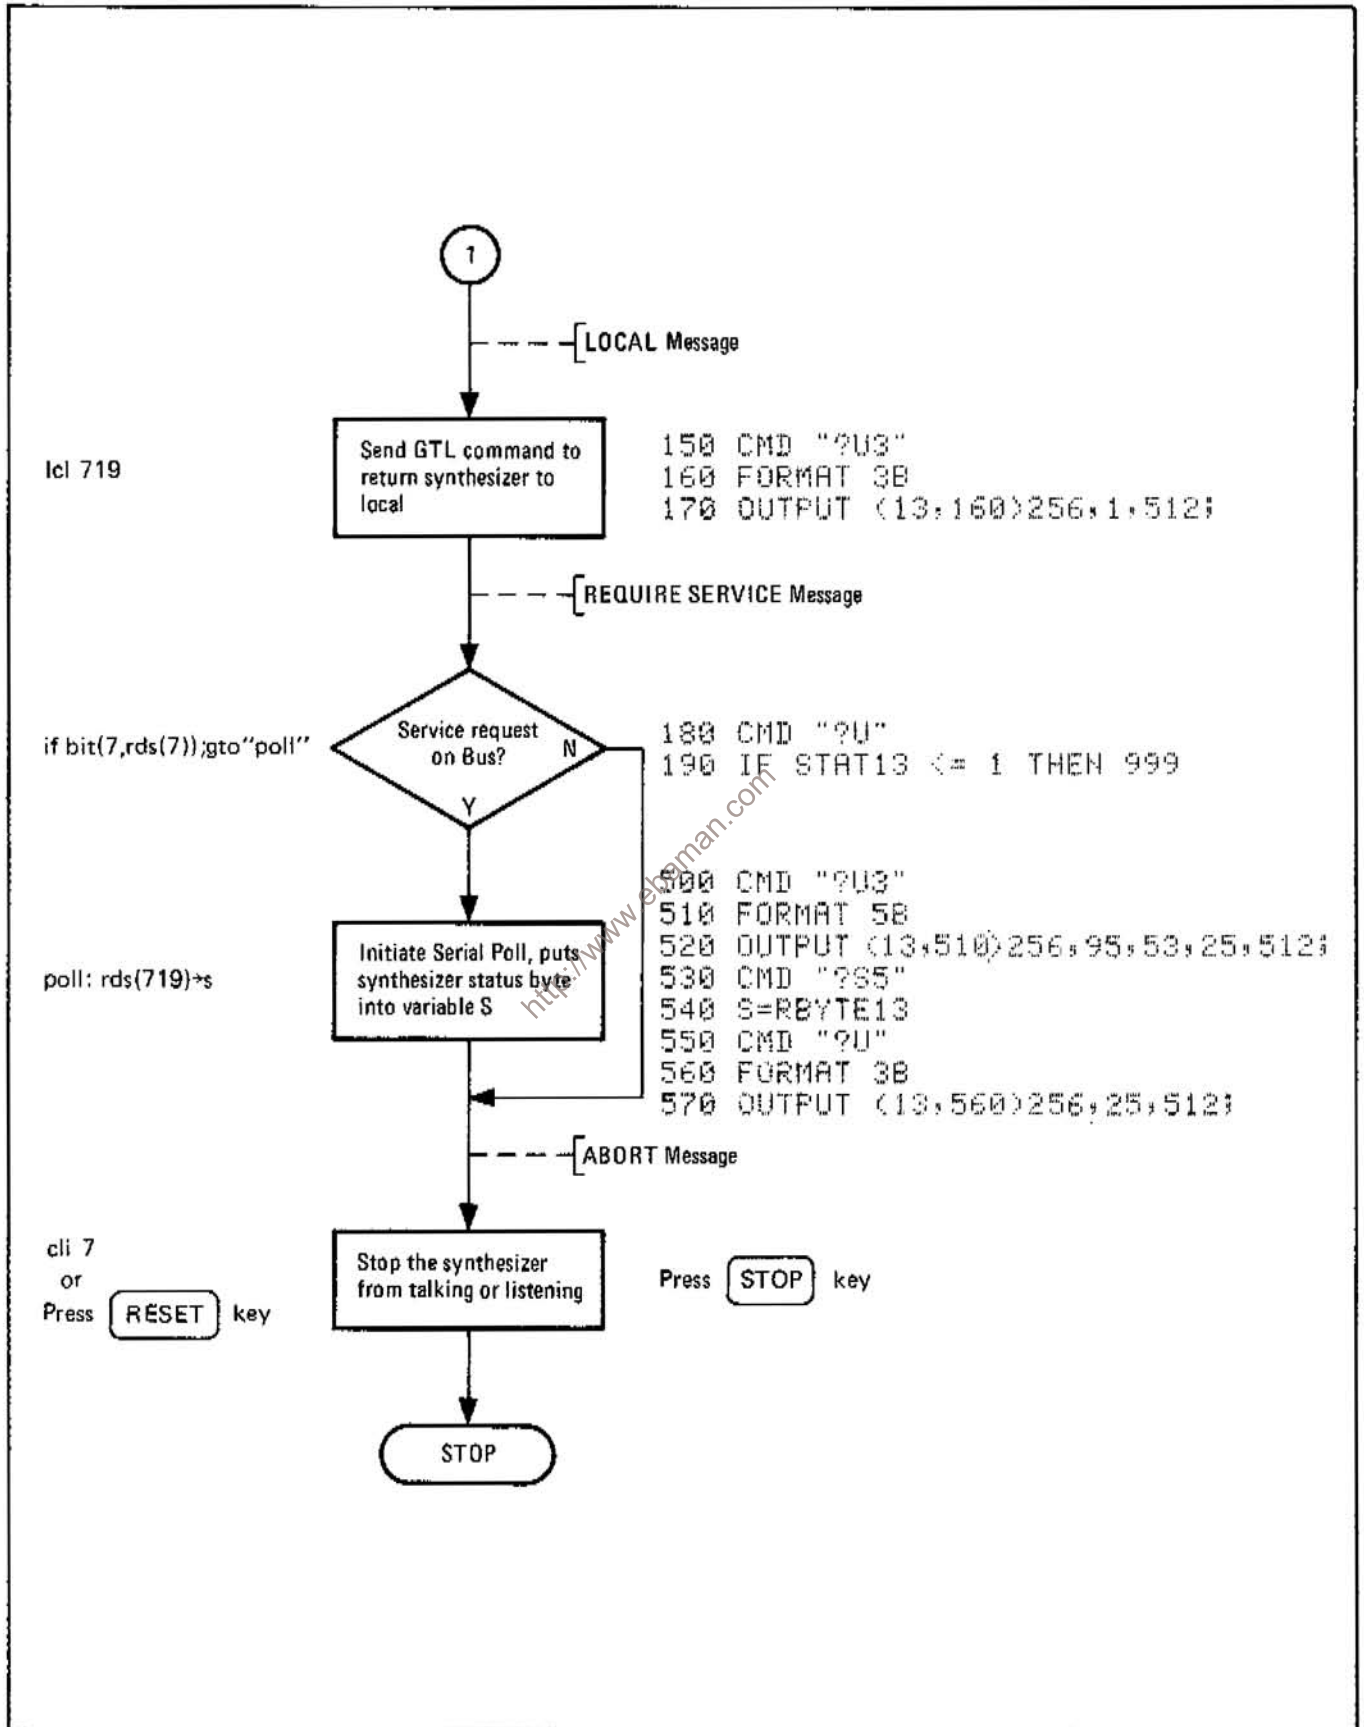 1
LOCAL Message
lcl 719
Send GTL command to
return synthesizer to
local
150 CMD "?U3"
160 FORMAT 3B
170 OUTPUT (13,160)256,1,512;
REQUIRE SERVICE Message
if bit(7,rds(7));gto"poll"
Service request
on Bus?
N
Y
180 CMD "?U"
190 IF STAT13 <= 1 THEN 999
poll: rds(719)→s
Initiate Serial Poll, puts
synthesizer status byte
into variable S
500 CMD "?U3"
510 FORMAT 5B
520 OUTPUT (13,510)256,95,53,25,512;
530 CMD "?S5"
540 S=RBYTE13
550 CMD "?U"
560 FORMAT 3B
570 OUTPUT (13,560)256,25,512;
http://www.ebaman.com
ABORT Message
cli 7
or
Press RESET key
Stop the synthesizer
from talking or listening
Press STOP key
STOP